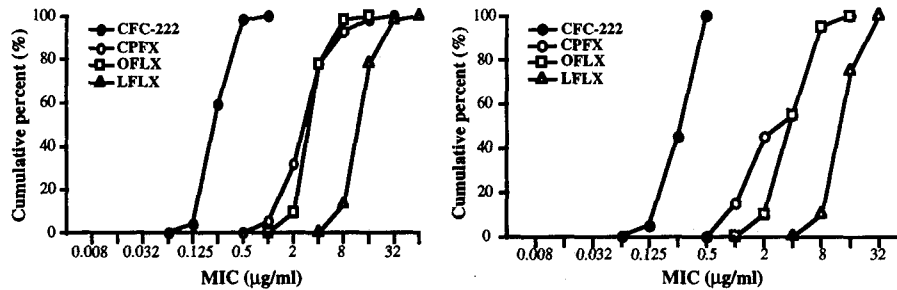 Cumulative percent (%)
100
80
60
40
20
0
CFC-222
CPFX
OFLX
LFLX
0.008 0.032 0.125 0.5 2 8 32
MIC (μg/ml)
Cumulative percent (%)
100
80
60
40
20
0
CFC-222
CPFX
OFLX
LFLX
0.008 0.032 0.125 0.5 2 8 32
MIC (μg/ml)